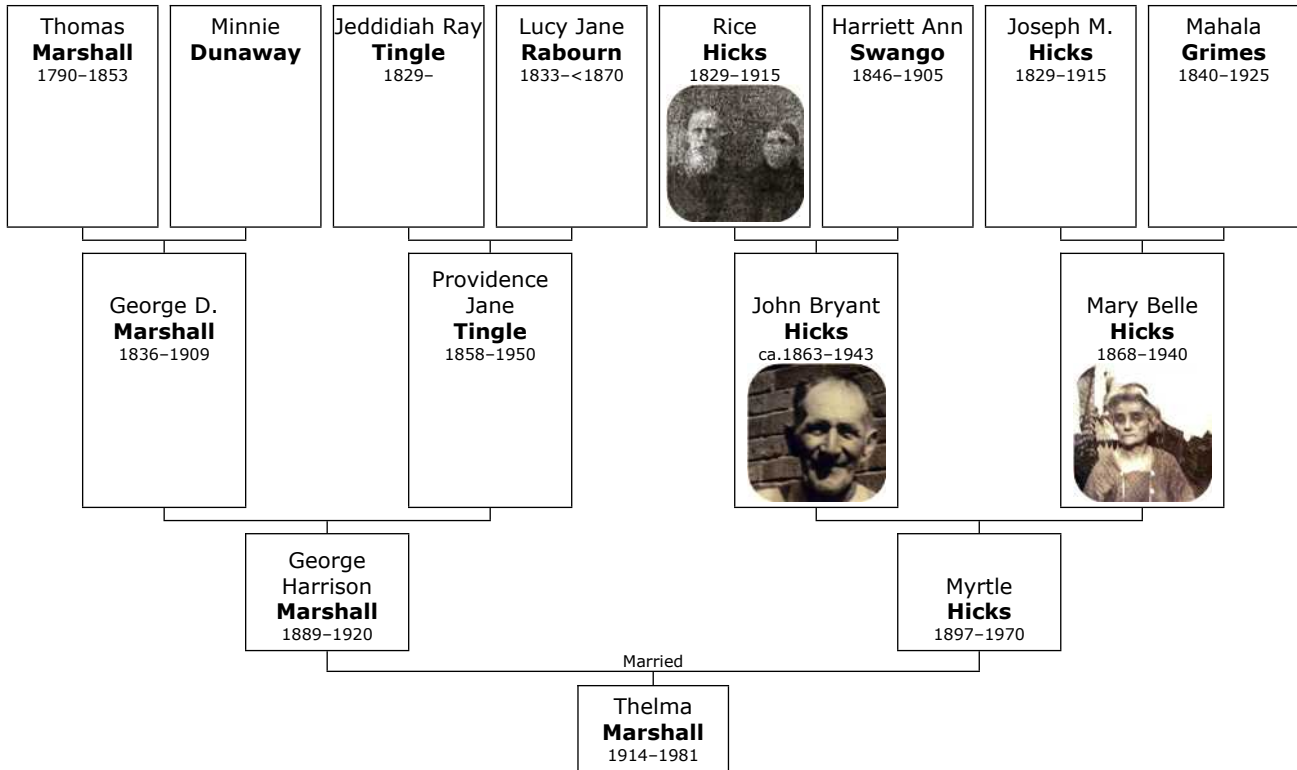 Thomas
Marshall
1790–1853
Minnie
Dunaway
Jeddidiah Ray
Tingle
1829–
Lucy Jane
Rabourn
1833–<1870
Rice
Hicks
1829–1915
Harriett Ann
Swango
1846–1905
Joseph M.
Hicks
1829–1915
Mahala
Grimes
1840–1925
George D.
Marshall
1836–1909
Providence
Jane
Tingle
1858–1950
John Bryant
Hicks
ca.1863–1943
Mary Belle
Hicks
1868–1940
George
Harrison
Marshall
1889–1920
Myrtle
Hicks
1897–1970
Married
Thelma
Marshall
1914–1981